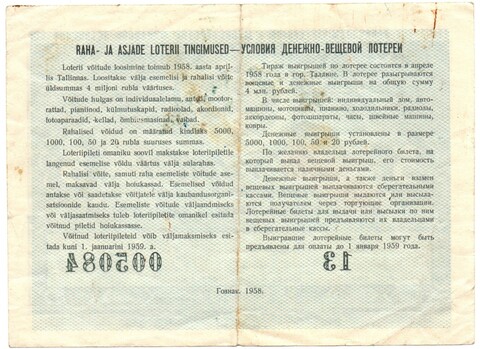 RAHA- JA ASJADE LOTERII TINGIMUSED—УСЛОВИЯ ДЕНЕЖНО-ВЕЩЕВОЙ ЛОТЕРЕИ
Loterii võitude loosimine toimub 1958. aasta aprillis Tallinnas. Loositakse välja esemelisi ja rahalisi võite
üldsummas 4 miljoni rubla väärtuses.
Võitude hulgas on individuaalelamu, autod, mootorrattad, pianiinod, külmutuskapid, radioolad, akordionid,
fotoaparaadid, kellad, õmblusmasinad, vaibad.
Rahalised võidud on määratud kindlaks 5000,
1000, 100, 50 ja 20 rubla suuruses summas.
Loteriipileti omaniku soovil makstakse loteriipiletile
langenud esemelise võidu väärtus välja sularahas.
Rahalisi võite, samuti raha esemeliste võitude asemel, maksavad välja hoiukassad. Esemelised võidud
antakse või saadetakse võitjatele välja kaubandusorganisatsioonide kaudu. Esemeliste võitude väljaandmiseks
või väljasaatmiseks tuleb loteriipiletite omanikel esitada
võitnud piletid hoiukassale.
Võitnud loteriipileteid võib väljamaksmiseks esitada kuni 1. jaanuarini 1959. a.
005084
Тираж выигрышей по лотерее состоится в апреле
1958 года в гор. Таллине. В лотерее разыгрываются
вещевые и денежные выигрыши на общую сумму
4 млн. рублей.
В числе выигрышей: индивидуальный дом, автомашины, мотоциклы, пианино, холодильники, радиолы,
аккордеоны, фотоаппараты, часы, швейные машины,
ковры.
Денежные выигрыши установлены в размере
5000, 1000, 100, 50 и 20 рублей.
По желанию владельца лотерейного билета, на
который выпал вещевой выигрыш, его стоимость
выплачивается наличными деньгами.
Денежные выигрыши, а также деньги взамен
вещевых выигрышей выплачиваются сберегательными
кассами. Вещевые выигрыши выдаются или высылаются получателям через торгующие организации.
Лотерейные билеты для выдачи или высылки по ним
вещевых выигрышей предъявляются их владельцами
в сберегательные кассы.
Выигравшие лотерейные билеты могут быть
предъявлены для оплаты до 1 января 1959 года.
13
Гознак. 1958.